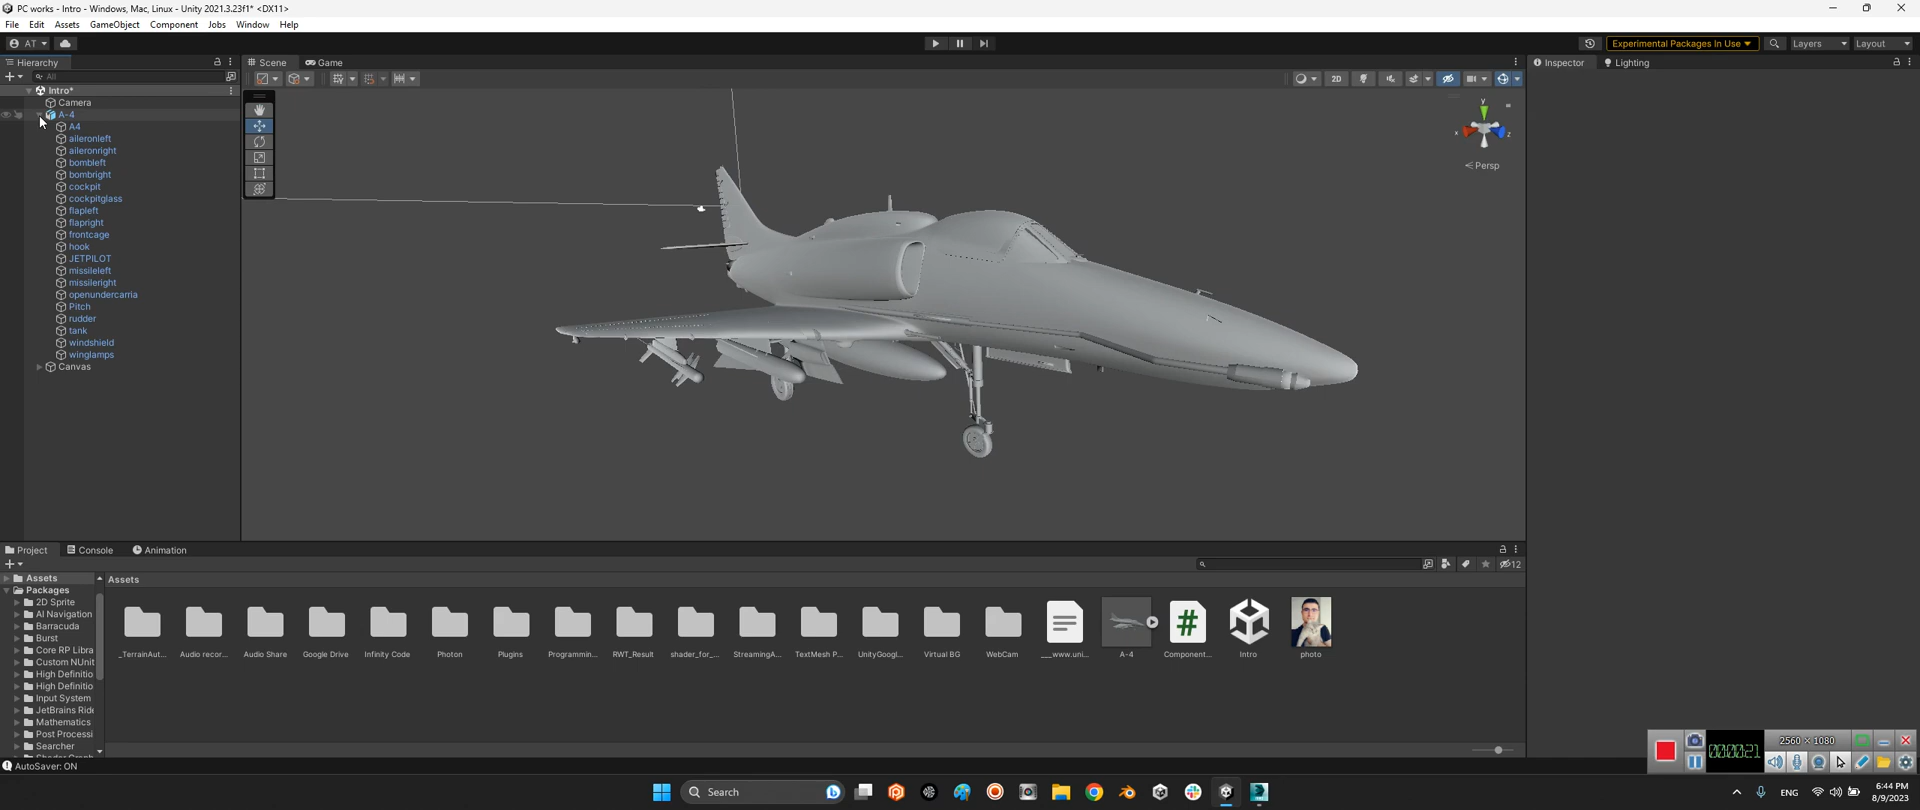 PC works - Intro - Windows, Mac, Linux - Unity 2021.3.23f1* <DX11>
File Edit Assets GameObject Component Jobs Window Help
AT Experimental Packages In Use Layers Layout
Hierarchy Scene Game Inspector Lighting
All 2D
Intro*
Camera
A-4
A4
aileronleft
aileronright
bombleft
bombright
cockpit
cockpitglass
flapleft
flapright
frontcage
hook
JETPILOT
missileleft
missileright
openundercarria
Pitch
rudder
tank
windshield
winglamps
Canvas
y
x z
Persp
Project Console Animation
12
Assets
Packages
2D Sprite
AI Navigation
Barracuda
Burst
Core RP Libra
Custom NUnit
High Definitio
High Definitio
Input System
JetBrains Ride
Mathematics
Post Processi
Searcher
Assets
_TerrainAut... Audio recor... Audio Share Google Drive Infinity Code Photon Plugins Programmin... RWT_Result shader_for_... StreamingA... TextMesh P... UnityGoogl... Virtual BG WebCam ___www.uni... A-4 Component... Intro photo
AutoSaver: ON
2560 × 1080
00:00:21
Search
ENG
6:44 PM
8/9/2023